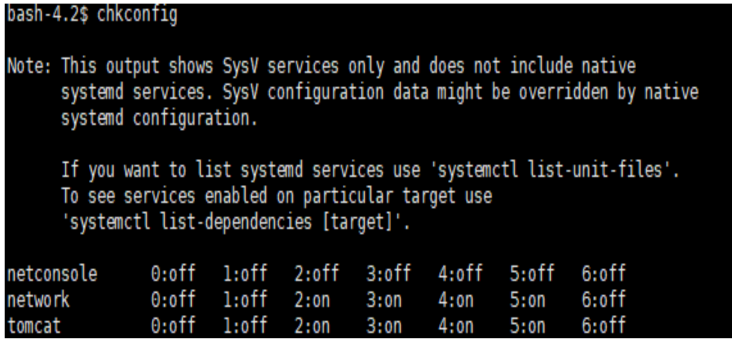 bash-4.2$ chkconfig
Note: This output shows SysV services only and does not include native
systemd services. SysV configuration data might be overridden by native
systemd configuration.
If you want to list systemd services use 'systemctl list-unit-files'.
To see services enabled on particular target use
'systemctl list-dependencies [target]'.
netconsole 0:off 1:off 2:off 3:off 4:off 5:off 6:off
network 0:off 1:off 2:on 3:on 4:on 5:on 6:off
tomcat 0:off 1:off 2:on 3:on 4:on 5:on 6:off